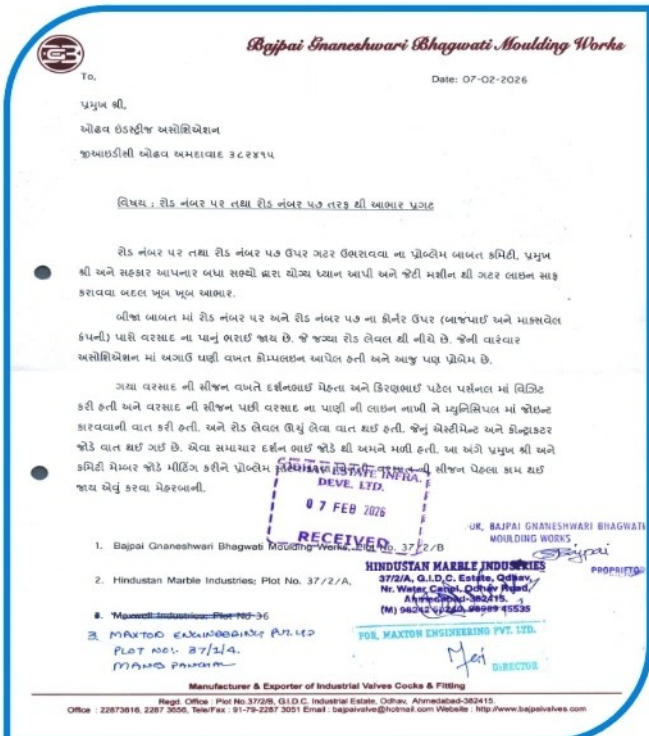 Bajpai Gnaneshwari Bhagwati Moulding Works
To,
Date: 07-02-2026
પ્રમુખ શ્રી,
ઓઢવ ઇંડસ્ટ્રીજ અસોશિએશન
જીઆઇડીસી ઓઢવ અમદાવાદ ૩૮૨૪૧૫
વિષય : રોડ નંબર ૫૨ તથા રોડ નંબર ૫૭ તરફ થી આભાર પ્રગટ
રોડ નંબર ૫૨ તથા રોડ નંબર ૫૭ ઉપર ગટર ઉભરાવવા ના પ્રોબ્લેમ બાબત કમિટી, પ્રમુખ
શ્રી અને સહકાર આપનાર બધા સભ્યો દ્વારા યોગ્ય ધ્યાન આપી અને જેટી મશીન થી ગટર લાઇન સાફ
કરાવવા બદલ ખૂબ ખૂબ આભાર.
બીજા બાબત માં રોડ નંબર ૫૨ અને રોડ નંબર ૫૭ ના કોર્નર ઉપર (બાજપાઈ અને માક્સવેલ
કંપની) પાસે વરસાદ ના પાનું ભરાઈ જાય છે. જે જગ્યા રોડ લેવલ થી નીચે છે. જેની વારંવાર
અસોશિએશન માં અગાઉ ઘણી વખત કોમ્પલઇન આપેલ હતી અને આજુ પણ પ્રોબેમ છે.
ગયા વરસાદ ની સીજન વખતે દર્શનભાઈ મેહતા અને કિરણભાઈ પટેલ પર્સનલ માં વિઝિટ
કરી હતી અને વરસાદ ની સીજન પછી વરસાદ ના પાણી ની લાઇન નાખી ને મ્યુનિસિપલ માં જોઇન્ટ
કારવવાની વાત કરી હતી. અને રોડ લેવલ ઊચું લેવા વાત થઈ હતી. જેનું એસ્ટીમેન્ટ અને કોન્ટ્રાકટર
જોડે વાત થઈ ગઈ છે. એવા સમાચાર દર્શન ભાઈ જોડે થી અમને મળી હતી. આ અંગે પ્રમુખ શ્રી અને
કમિટી મેમ્બર જોડે મીટિંગ કરીને પ્રોબ્લેમ સીજન પેહલા કામ થઈ
જાય એવું કરવા મેહરબાની.
ESTATE INFRA.
DEVE. LTD.
07 FEB 2026
RECEIVED
1. Bajpai Gnaneshwari Bhagwati Moulding Works, Plot No. 37/2/B
BAJPAI GNANESHWARI BHAGWATI
MOULDING WORKS
PROPRIETOR
2. Hindustan Marble Industries; Plot No. 37/2/A,
HINDUSTAN MARBLE INDUSTRIES
37/2/A, G.I.D.C. Estate, Odhav,
Nr. Water Canal, Odhav Road,
Ahmedabad-382415.
3. Maxwell Industries; Plot No 36
3. MAXTON ENGINEERING PVT. LTD
PLOT NO:- 37/1/4.
FOR, MAXTON ENGINEERING PVT. LTD.
DIRECTOR
Manufacturer & Exporter of Industrial Valves Cocks & Fitting
Regd. Office : Plot No.37/2/B, G.I.D.C. Industrial Estate, Odhav, Ahmedabad-382415.
Office : 22873616, 2287 3656, Tele/Fax : 91-79-2287 3051 Email : bajpaivalve@hotmail.com Website : http://www.bajpaivalves.com